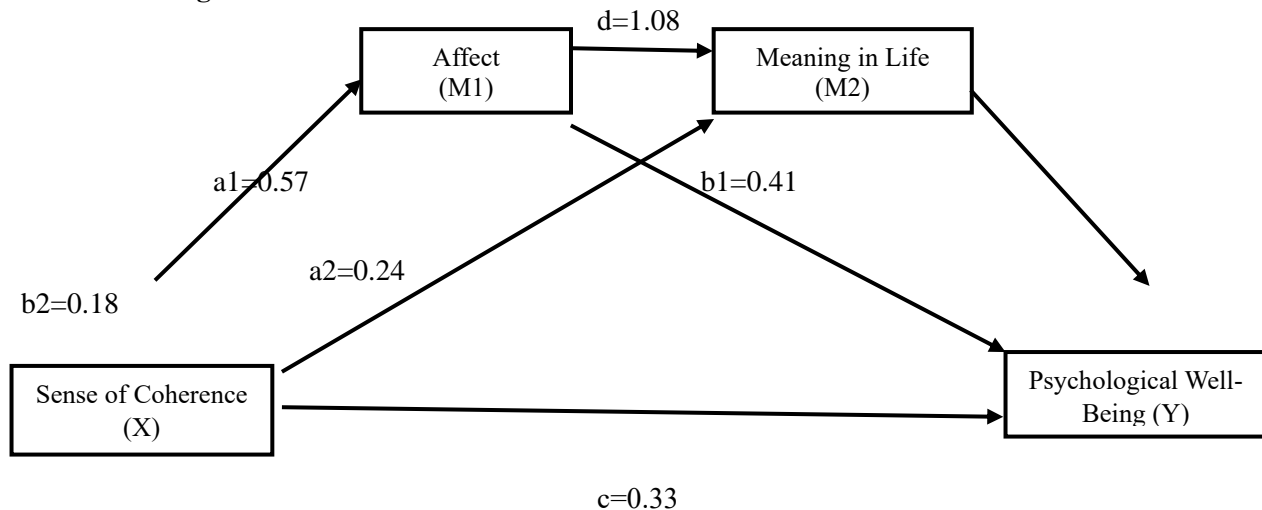 d=1.08
Affect
(M1)
Meaning in Life
(M2)
a1=0.57
b1=0.41
a2=0.24
b2=0.18
Sense of Coherence
(X)
Psychological Well-
Being (Y)
c=0.33